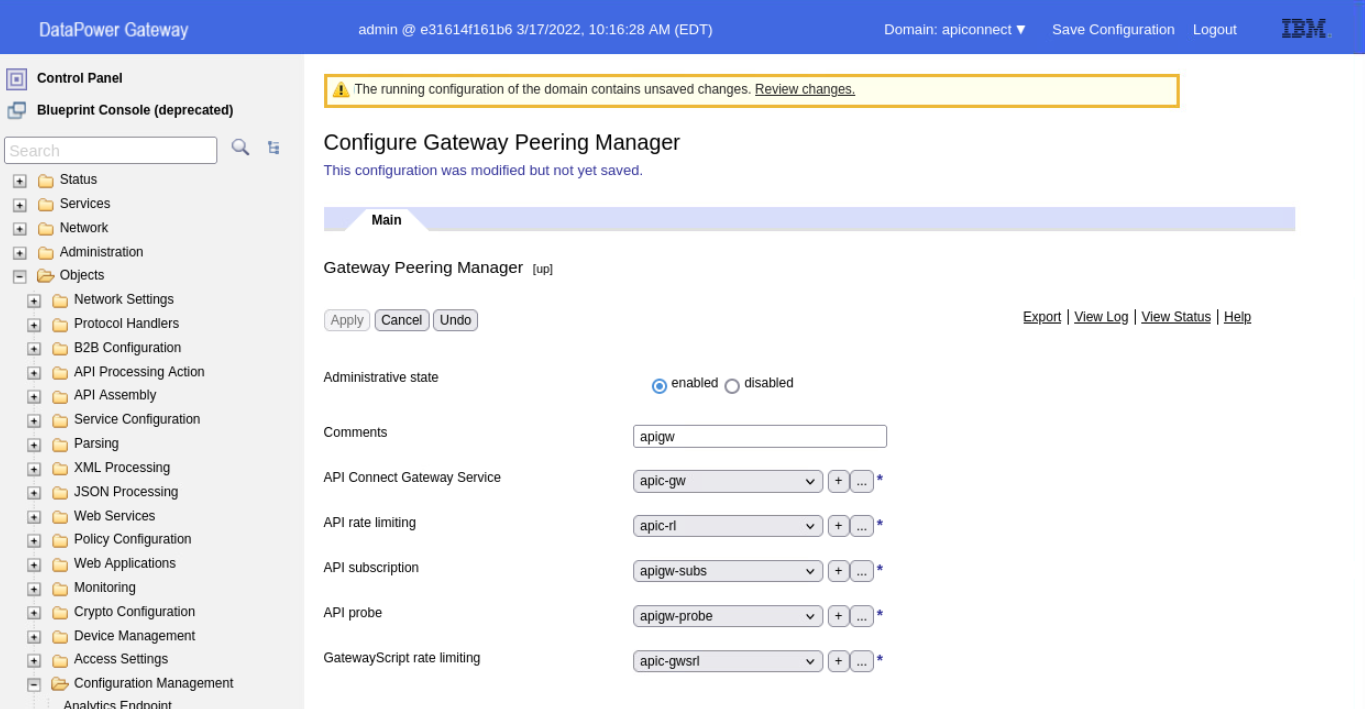 DataPower Gateway
admin @ e31614f161b6 3/17/2022, 10:16:28 AM (EDT)
Domain: apiconnect ▼
Save Configuration
Logout
IBM
Control Panel
Blueprint Console (deprecated)
Search
Status
Services
Network
Administration
Objects
Network Settings
Protocol Handlers
B2B Configuration
API Processing Action
API Assembly
Service Configuration
Parsing
XML Processing
JSON Processing
Web Services
Policy Configuration
Web Applications
Monitoring
Crypto Configuration
Device Management
Access Settings
Configuration Management
Analytics Endpoint
The running configuration of the domain contains unsaved changes. Review changes.
Configure Gateway Peering Manager
This configuration was modified but not yet saved.
Main
Gateway Peering Manager [up]
Apply Cancel Undo
Export | View Log | View Status | Help
Administrative state enabled disabled
Comments apigw
API Connect Gateway Service apic-gw + ... *
API rate limiting apic-rl + ... *
API subscription apigw-subs + ... *
API probe apigw-probe + ... *
GatewayScript rate limiting apic-gwsrl + ... *